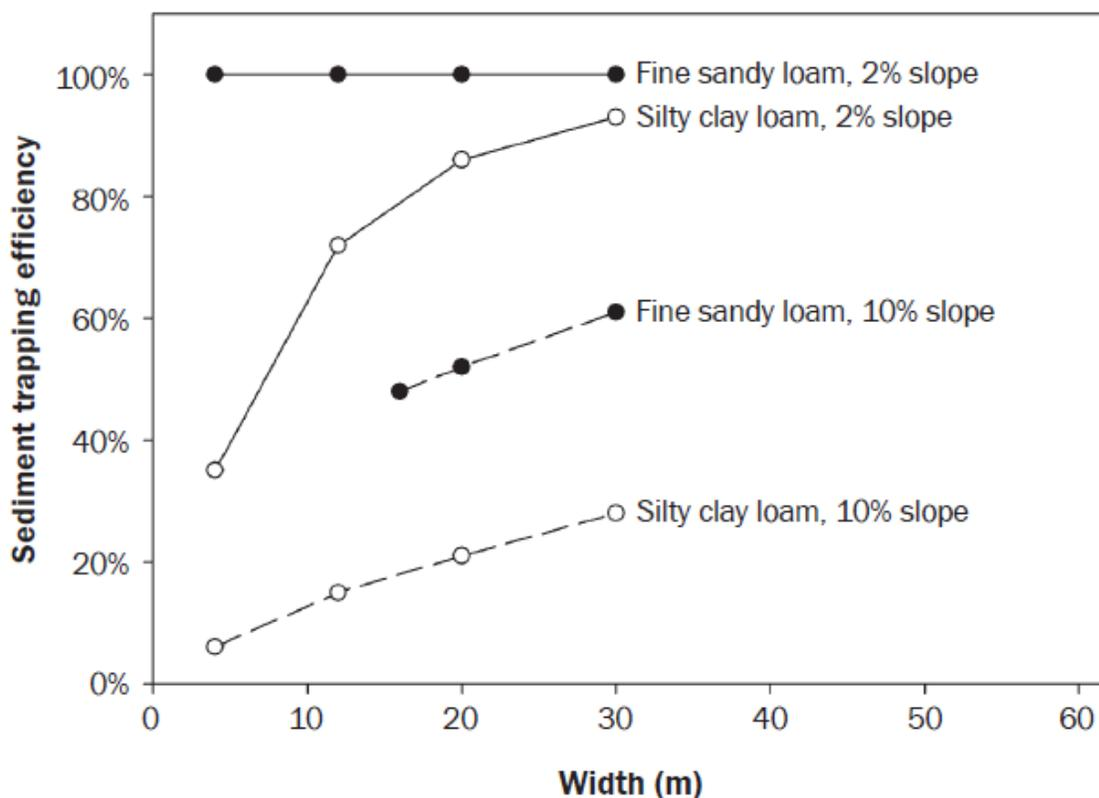 100%
80%
60%
40%
20%
0%
Sediment trapping efficiency
Fine sandy loam, 2% slope
Silty clay loam, 2% slope
Fine sandy loam, 10% slope
Silty clay loam, 10% slope
0 10 20 30 40 50 60
Width (m)